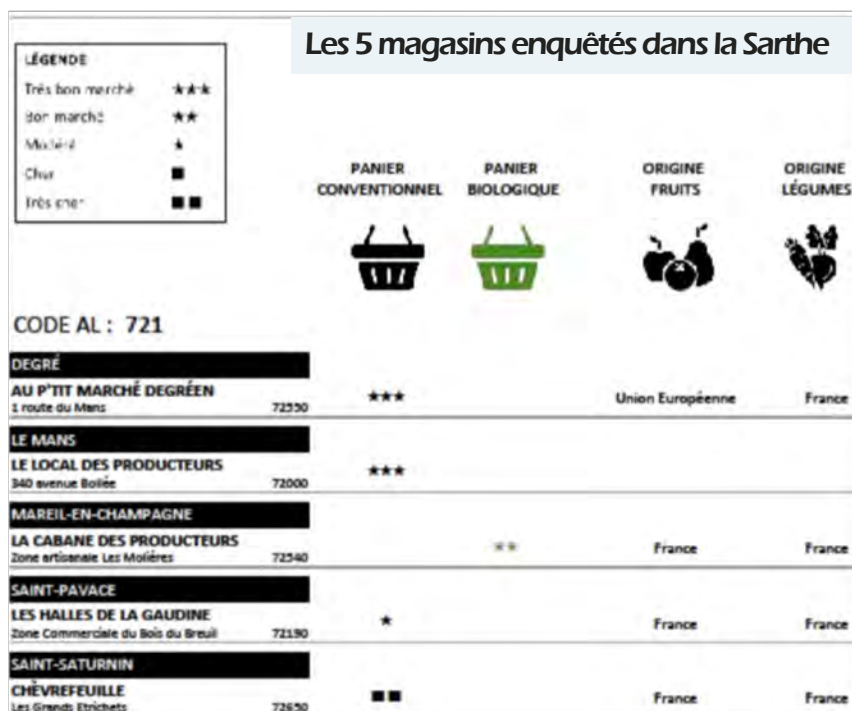 Les 5 magasins enquêtés dans la Sarthe
LÉGENDE
Très bon marché ★★★
Bon marché ★★
Modéré ★
Cher ■
Très cher ■■
PANIER CONVENTIONNEL
PANIER BIOLOGIQUE
ORIGINE FRUITS
ORIGINE LÉGUMES
CODE AL : 721
DEGRÉ
AU P'TIT MARCHÉ DEGRÉEN ★★★ Union Européenne France
1 route du Mans 72550
LE MANS
LE LOCAL DES PRODUCTEURS ★★★
340 avenue Bollée 72000
MAREIL-EN-CHAMPAGNE
LA CABANE DES PRODUCTEURS ★★ France France
Zone artisanale Les Molières 72540
SAINT-PAVACE
LES HALLES DE LA GAUDINE ★ France France
Zone Commerciale du Bois du Breuil 72190
SAINT-SATURNIN
CHÈVREFEUILLE ■■ France France
Les Grands Etrichets 72650